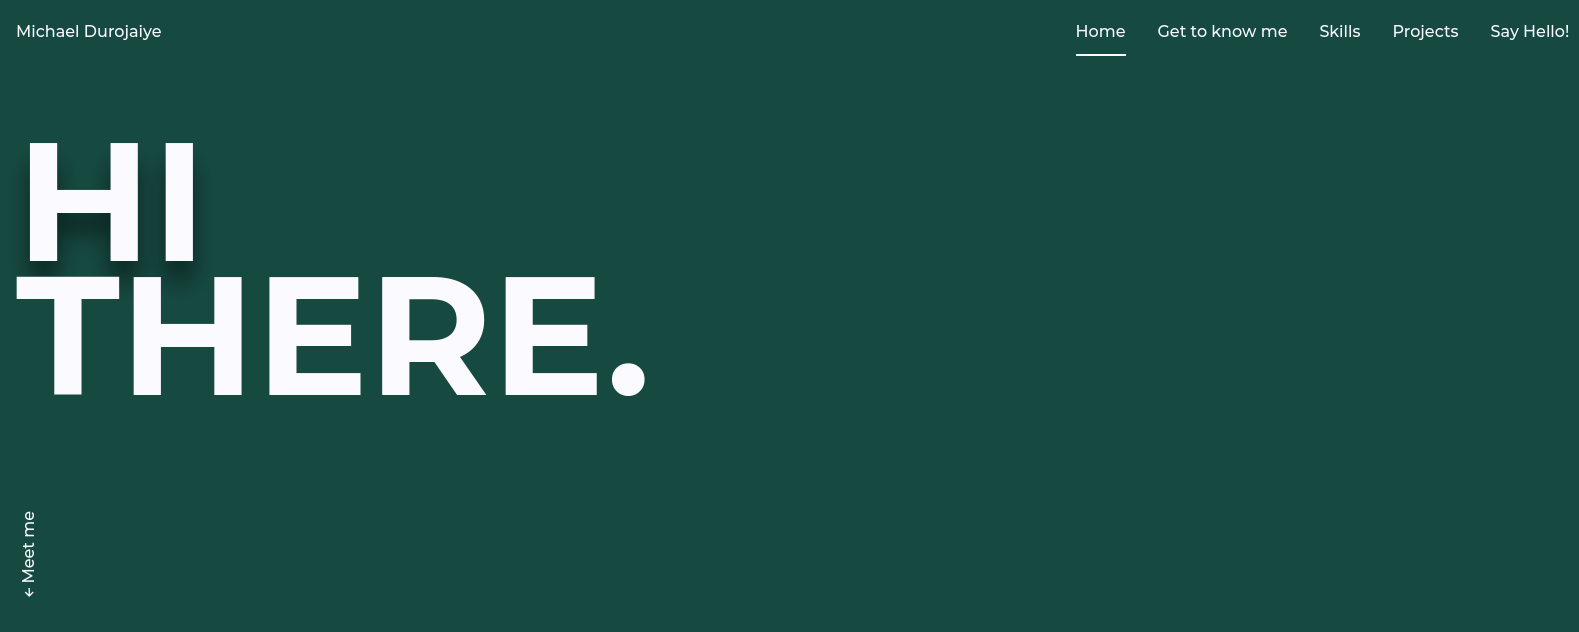 Michael Durojaiye
Home Get to know me Skills Projects Say Hello!
HI
THERE.
← Meet me